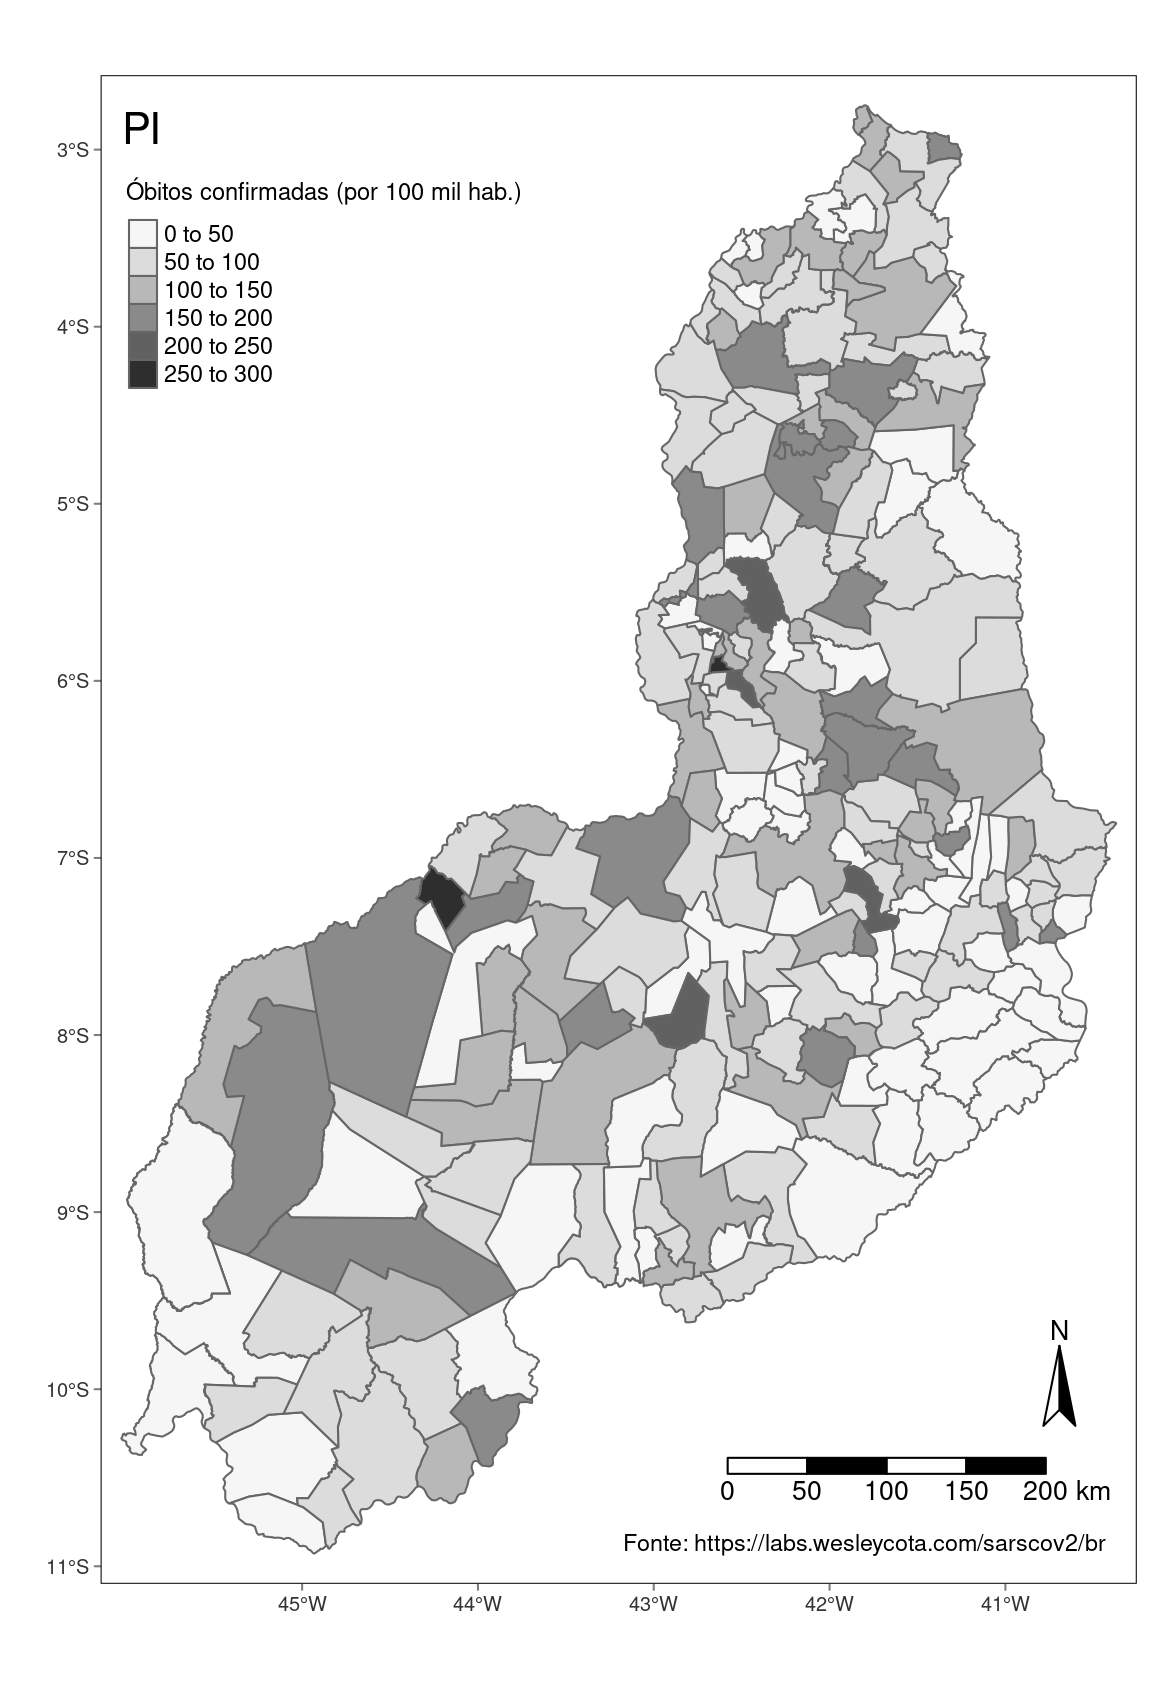 PI
Óbitos confirmadas (por 100 mil hab.)
0 to 50
50 to 100
100 to 150
150 to 200
200 to 250
250 to 300
3°S
4°S
5°S
6°S
7°S
8°S
9°S
10°S
11°S
N
0 50 100 150 200 km
Fonte: https://labs.wesleycota.com/sarscov2/br
45°W 44°W 43°W 42°W 41°W